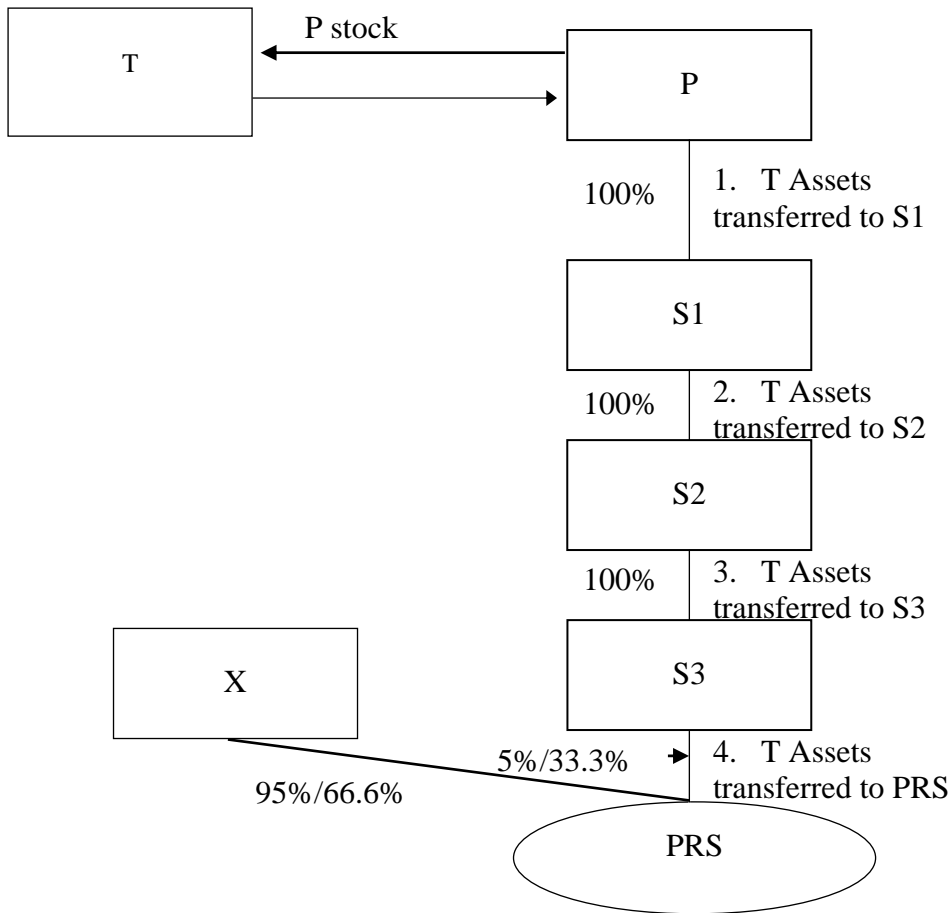 P stock
T
P
100%
1. T Assets
transferred to S1
S1
100%
2. T Assets
transferred to S2
S2
100%
3. T Assets
transferred to S3
X
S3
5%/33.3%
95%/66.6%
4. T Assets
transferred to PRS
PRS